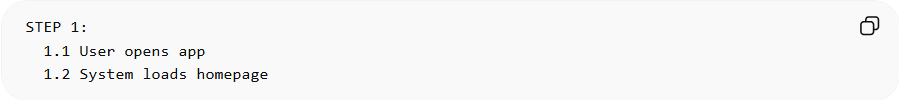 STEP 1:
1.1 User opens app
1.2 System loads homepage